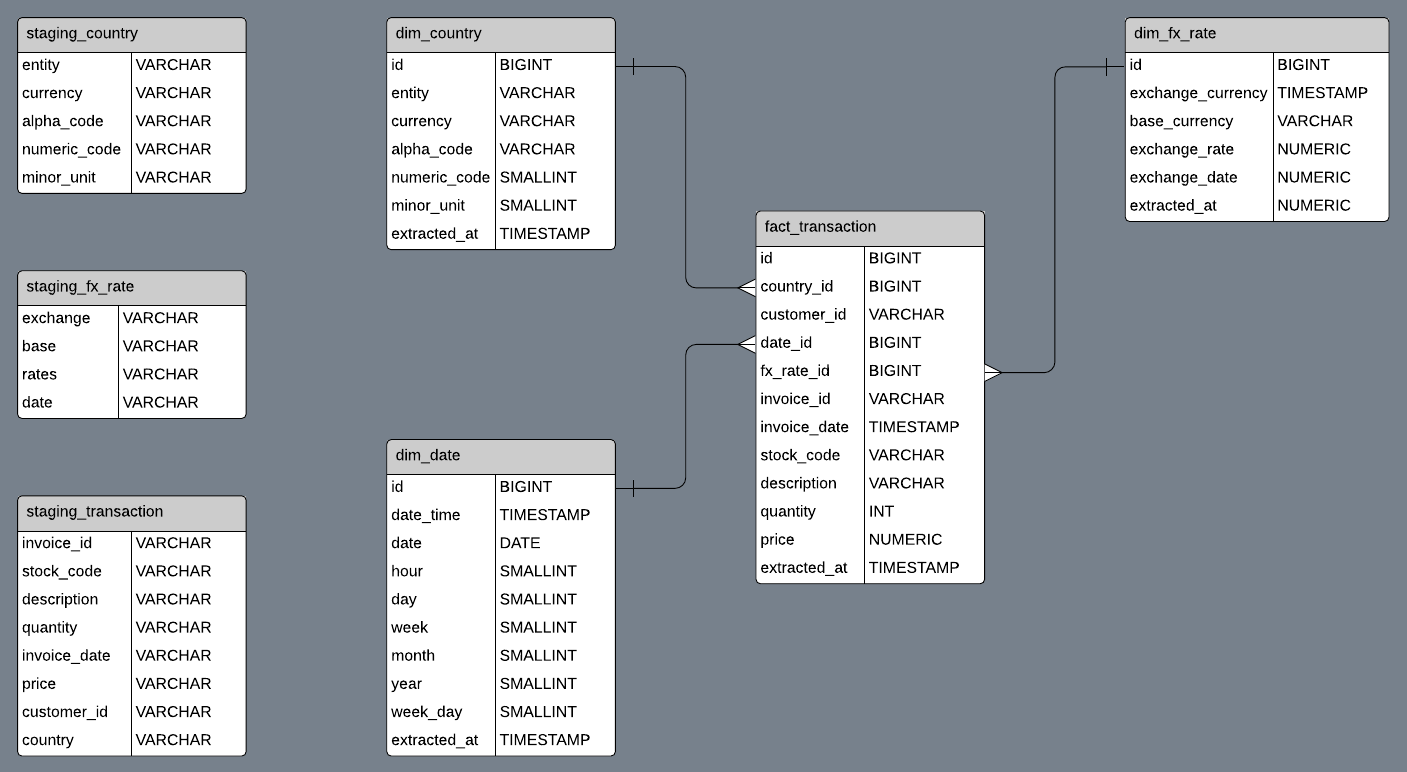 staging_country
entity VARCHAR
currency VARCHAR
alpha_code VARCHAR
numeric_code VARCHAR
minor_unit VARCHAR
staging_fx_rate
exchange VARCHAR
base VARCHAR
rates VARCHAR
date VARCHAR
staging_transaction
invoice_id VARCHAR
stock_code VARCHAR
description VARCHAR
quantity VARCHAR
invoice_date VARCHAR
price VARCHAR
customer_id VARCHAR
country VARCHAR
dim_country
id BIGINT
entity VARCHAR
currency VARCHAR
alpha_code VARCHAR
numeric_code SMALLINT
minor_unit SMALLINT
extracted_at TIMESTAMP
dim_date
id BIGINT
date_time TIMESTAMP
date DATE
hour SMALLINT
day SMALLINT
week SMALLINT
month SMALLINT
year SMALLINT
week_day SMALLINT
extracted_at TIMESTAMP
fact_transaction
id BIGINT
country_id BIGINT
customer_id VARCHAR
date_id BIGINT
fx_rate_id BIGINT
invoice_id VARCHAR
invoice_date TIMESTAMP
stock_code VARCHAR
description VARCHAR
quantity INT
price NUMERIC
extracted_at TIMESTAMP
dim_fx_rate
id BIGINT
exchange_currency TIMESTAMP
base_currency VARCHAR
exchange_rate NUMERIC
exchange_date NUMERIC
extracted_at NUMERIC